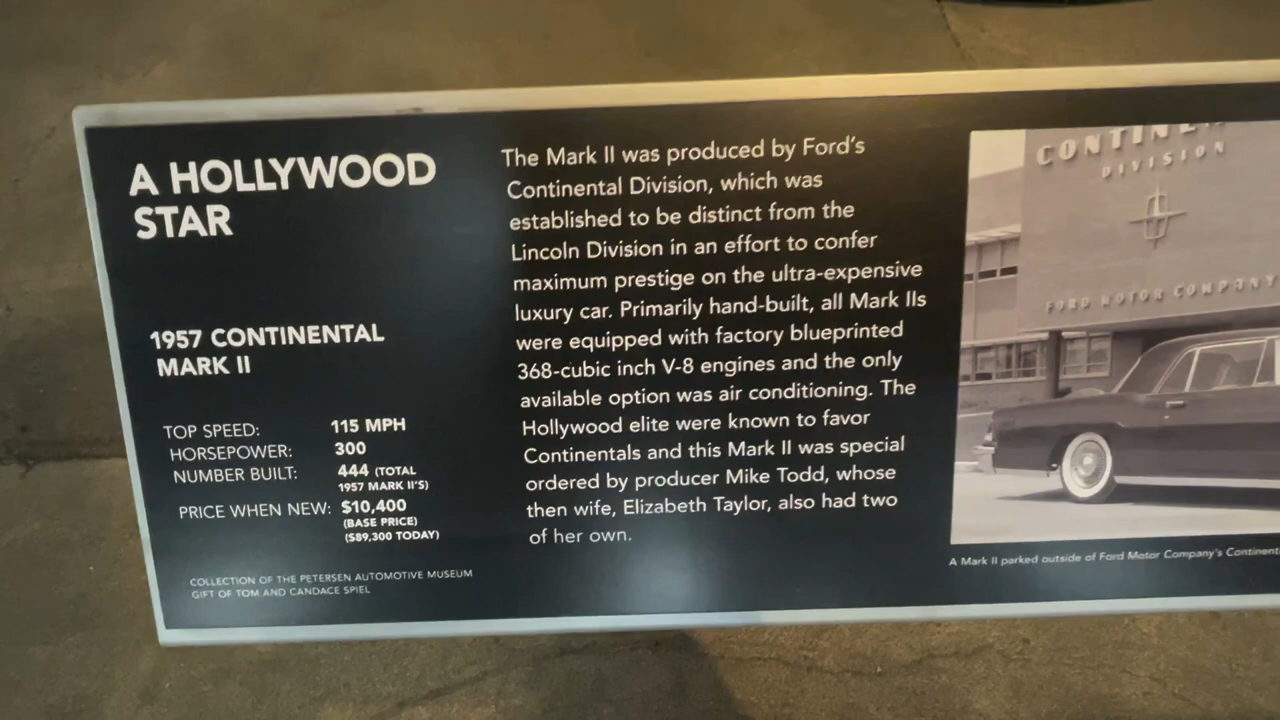 A HOLLYWOOD
STAR
1957 CONTINENTAL
MARK II
TOP SPEED: 115 MPH
HORSEPOWER: 300
NUMBER BUILT: 444 (TOTAL
1957 MARK II'S)
PRICE WHEN NEW: $10,400
(BASE PRICE)
($89,300 TODAY)
COLLECTION OF THE PETERSEN AUTOMOTIVE MUSEUM
GIFT OF TOM AND CANDACE SPIEL
The Mark II was produced by Ford's
Continental Division, which was
established to be distinct from the
Lincoln Division in an effort to confer
maximum prestige on the ultra-expensive
luxury car. Primarily hand-built, all Mark IIs
were equipped with factory blueprinted
368-cubic inch V-8 engines and the only
available option was air conditioning. The
Hollywood elite were known to favor
Continentals and this Mark II was special
ordered by producer Mike Todd, whose
then wife, Elizabeth Taylor, also had two
of her own.
CONTINEN
DIVISION
FORD MOTOR COMPANY
A Mark II parked outside of Ford Motor Company's Continent